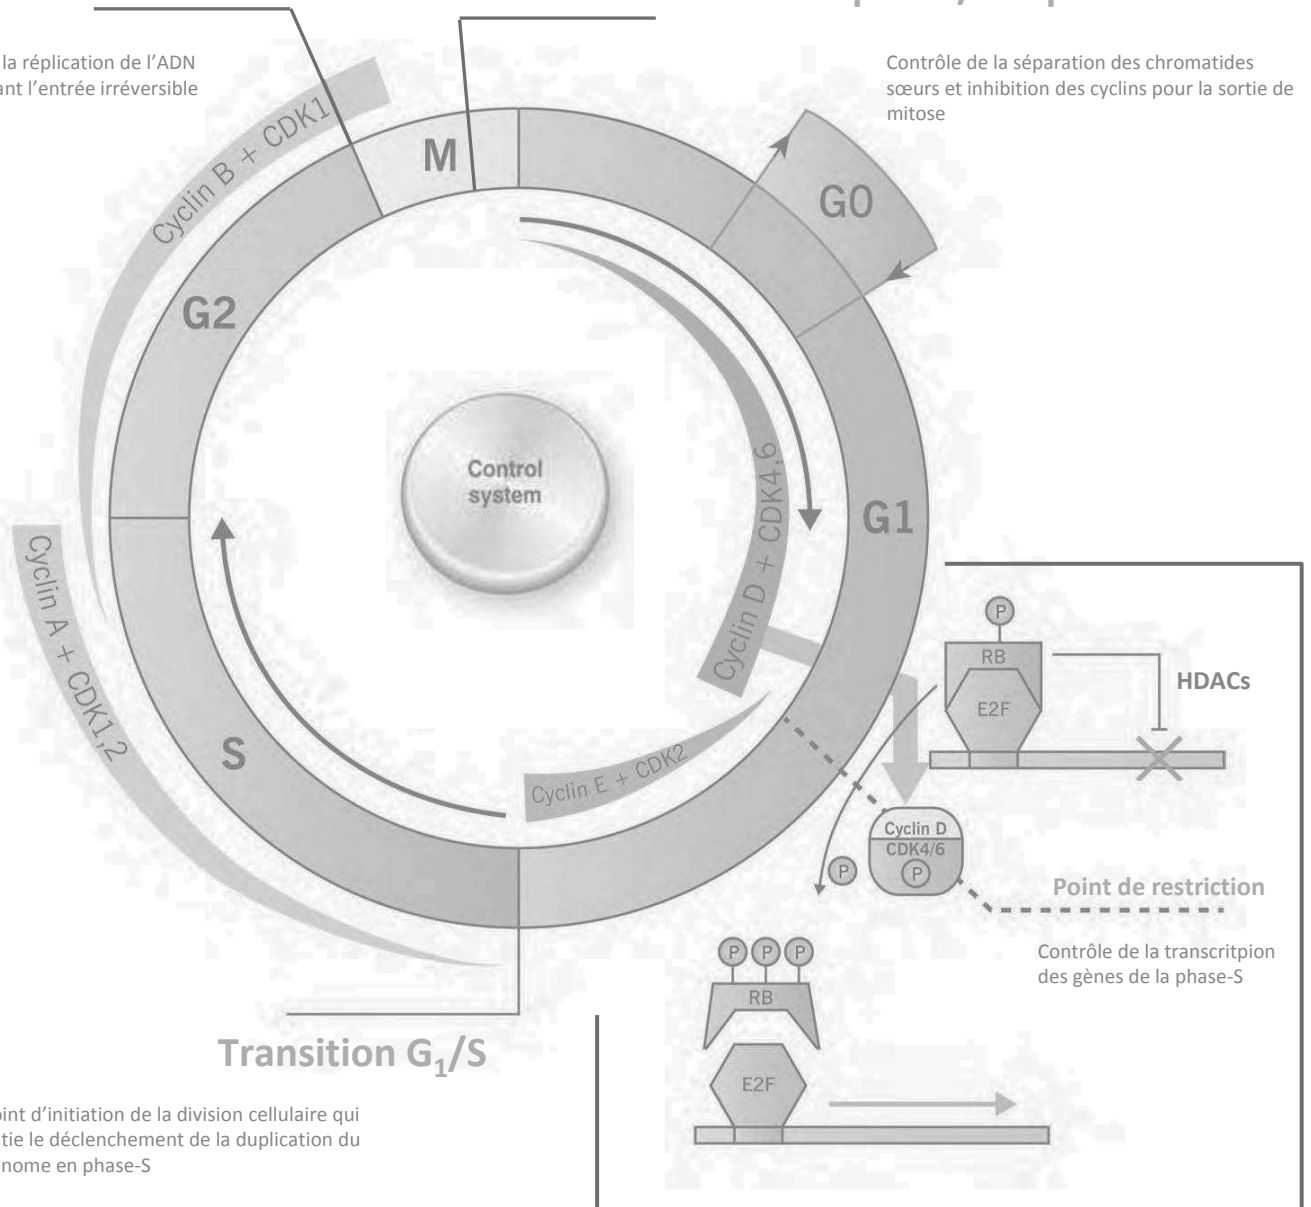 la réplication de l'ADN
ant l'entrée irréversible
Contrôle de la séparation des chromatides
sœurs et inhibition des cyclins pour la sortie de
mitose
Cyclin B + CDK1
M
G0
G2
Control
system
Cyclin D + CDK4,6
G1
Cyclin A + CDK1,2
S
Cyclin E + CDK2
P
RB
E2F
HDACs
Cyclin D
CDK4/6
P
P
Point de restriction
Contrôle de la transcritpion
des gènes de la phase-S
P P P
RB
E2F
Transition G₁/S
int d'initiation de la division cellulaire qui
tie le déclenchement de la duplication du
nome en phase-S